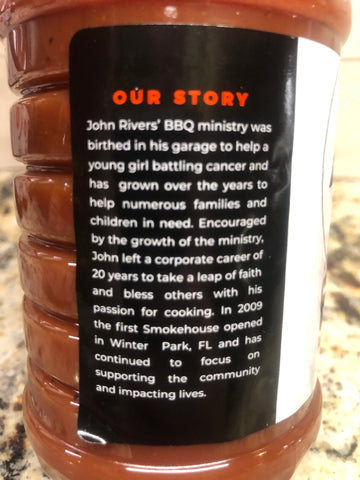 OUR STORY
John Rivers' BBQ ministry was
birthed in his garage to help a
young girl battling cancer and
has grown over the years to
help numerous families and
children in need. Encouraged
by the growth of the ministry,
John left a corporate career of
20 years to take a leap of faith
and bless others with his
passion for cooking. In 2009
the first Smokehouse opened
in Winter Park, FL and has
continued to focus on
supporting the community
and impacting lives.